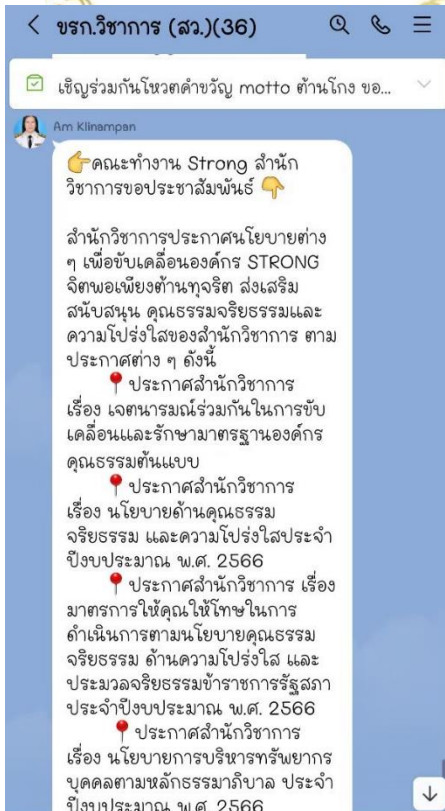 ขรก.วิชาการ (สว.)(36)
เชิญร่วมกันโหวตคำขวัญ motto ต้านโกง ขอ...
Am Klinampan
👉คณะทำงาน Strong สำนัก
วิชาการขอประชาสัมพันธ์ 👇
สำนักวิชาการประกาศนโยบายต่าง
ๆ เพื่อขับเคลื่อนองค์กร STRONG
จิตพอเพียงต้านทุจริต ส่งเสริม
สนับสนุน คุณธรรมจริยธรรมและ
ความโปร่งใสของสำนักวิชาการ ตาม
ประกาศต่าง ๆ ดังนี้
📍ประกาศสำนักวิชาการ
เรื่อง เจตนารมณ์ร่วมกันในการขับ
เคลื่อนและรักษามาตรฐานองค์กร
คุณธรรมต้นแบบ
📍ประกาศสำนักวิชาการ
เรื่อง นโยบายด้านคุณธรรม
จริยธรรม และความโปร่งใสประจำ
ปีงบประมาณ พ.ศ. 2566
📍ประกาศสำนักวิชาการ เรื่อง
มาตรการให้คุณให้โทษในการ
ดำเนินการตามนโยบายคุณธรรม
จริยธรรม ด้านความโปร่งใส และ
ประมวลจริยธรรมข้าราชการรัฐสภา
ประจำปีงบประมาณ พ.ศ. 2566
📍ประกาศสำนักวิชาการ
เรื่อง นโยบายการบริหารทรัพยากร
บุคคลตามหลักธรรมาภิบาล ประจำ
ปีงบประมาณ พ.ศ. 2566